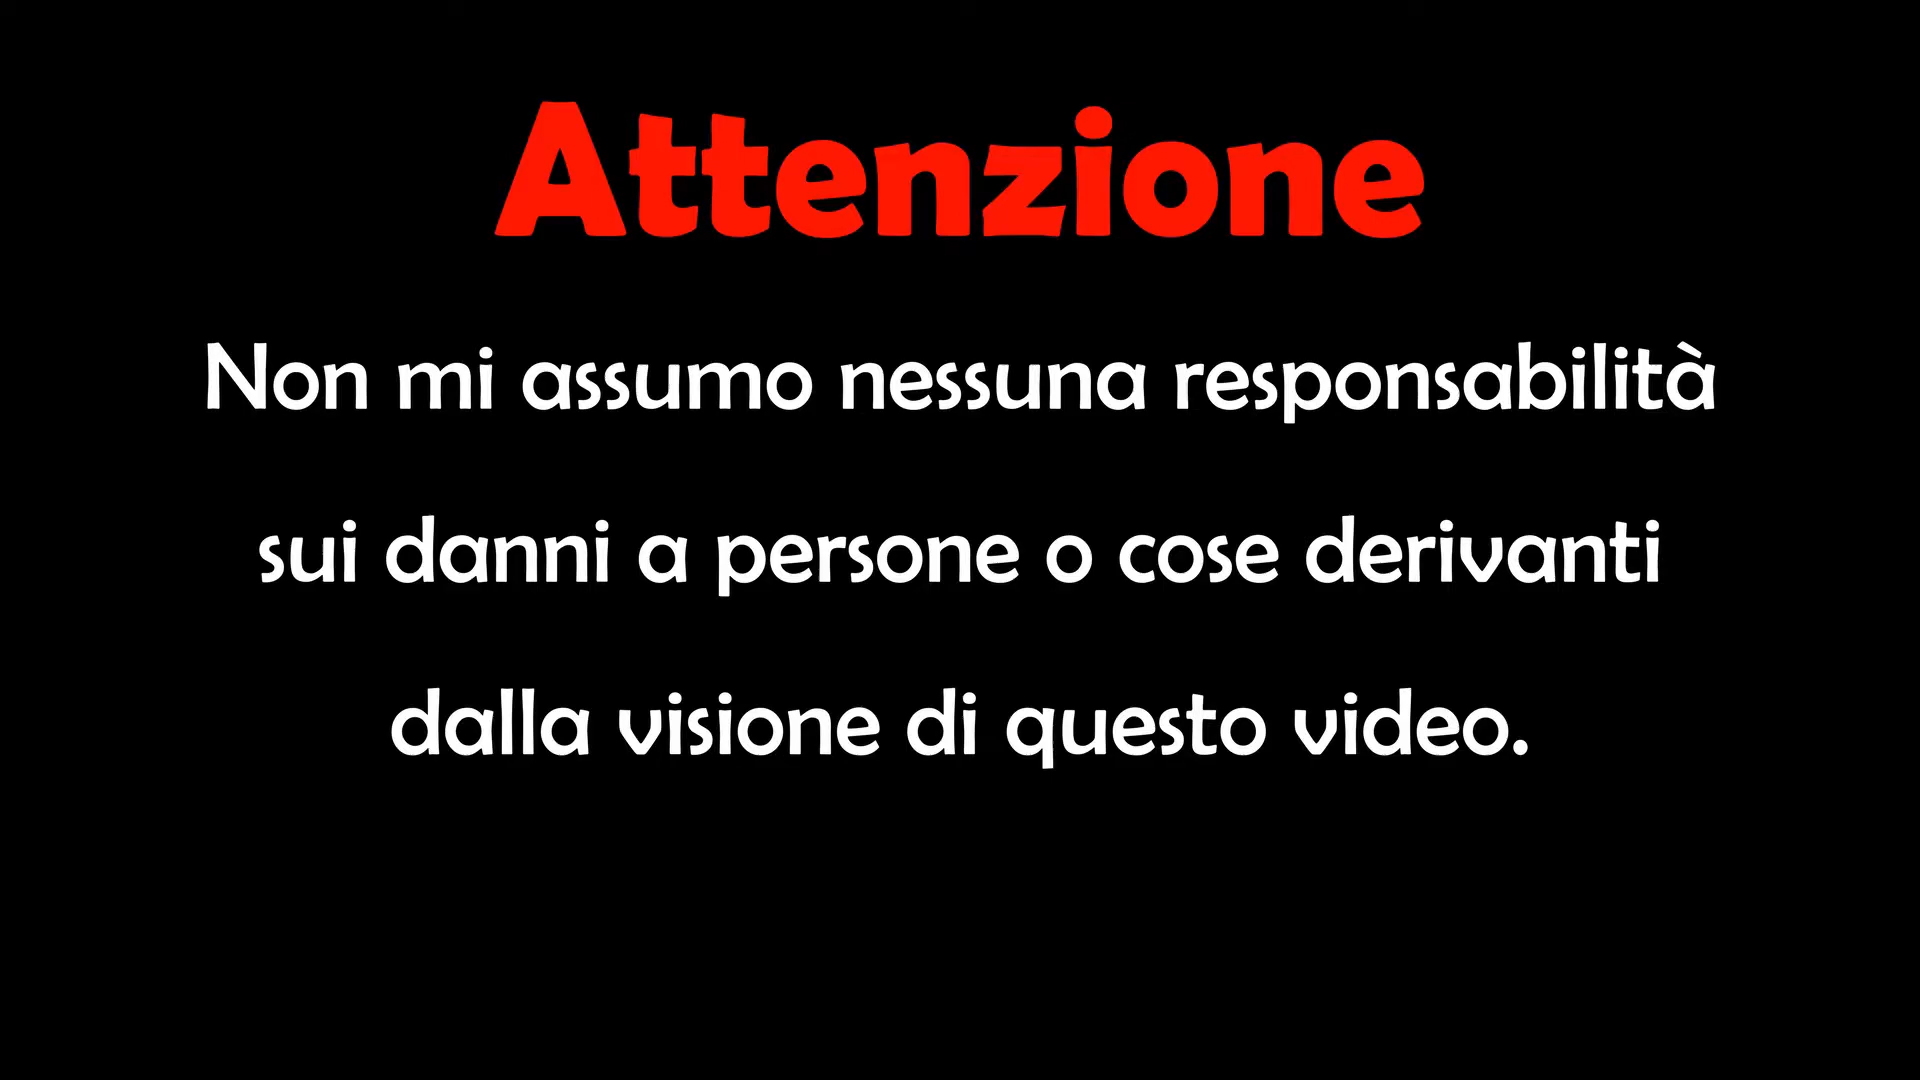 Attenzione
Non mi assumo nessuna responsabilità
sui danni a persone o cose derivanti
dalla visione di questo video.